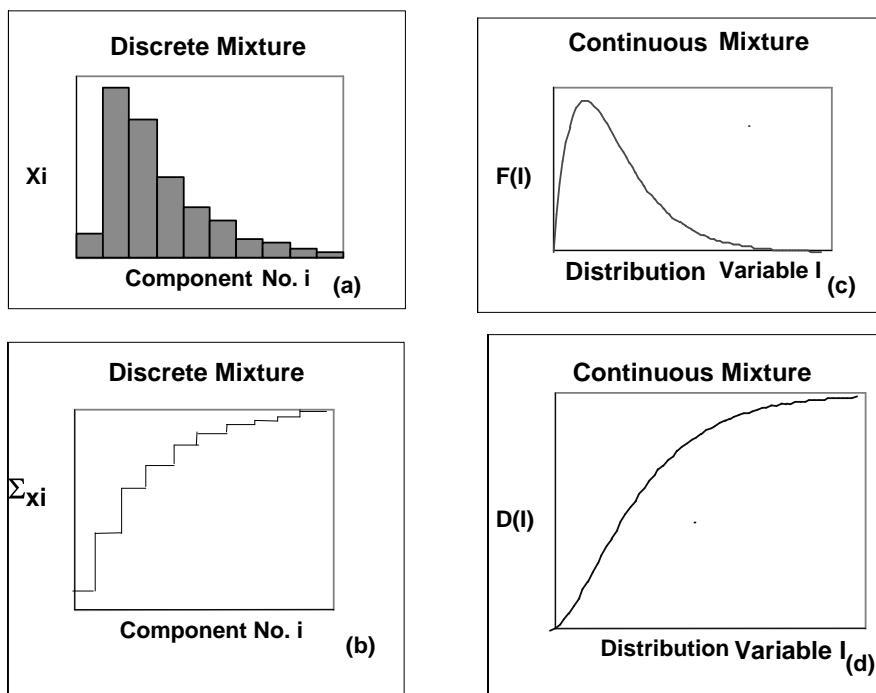 Discrete Mixture
Xi
Component No. i
(a)
Discrete Mixture
Σxi
Component No. i
(b)
Continuous Mixture
F(I)
Distribution Variable I
(c)
Continuous Mixture
D(I)
Distribution Variable I
(d)